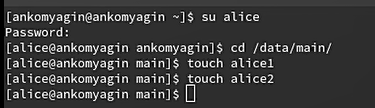 [ankomyagin@ankomyagin ~]$ su alice
Password:
[alice@ankomyagin ankomyagin]$ cd /data/main/
[alice@ankomyagin main]$ touch alice1
[alice@ankomyagin main]$ touch alice2
[alice@ankomyagin main]$